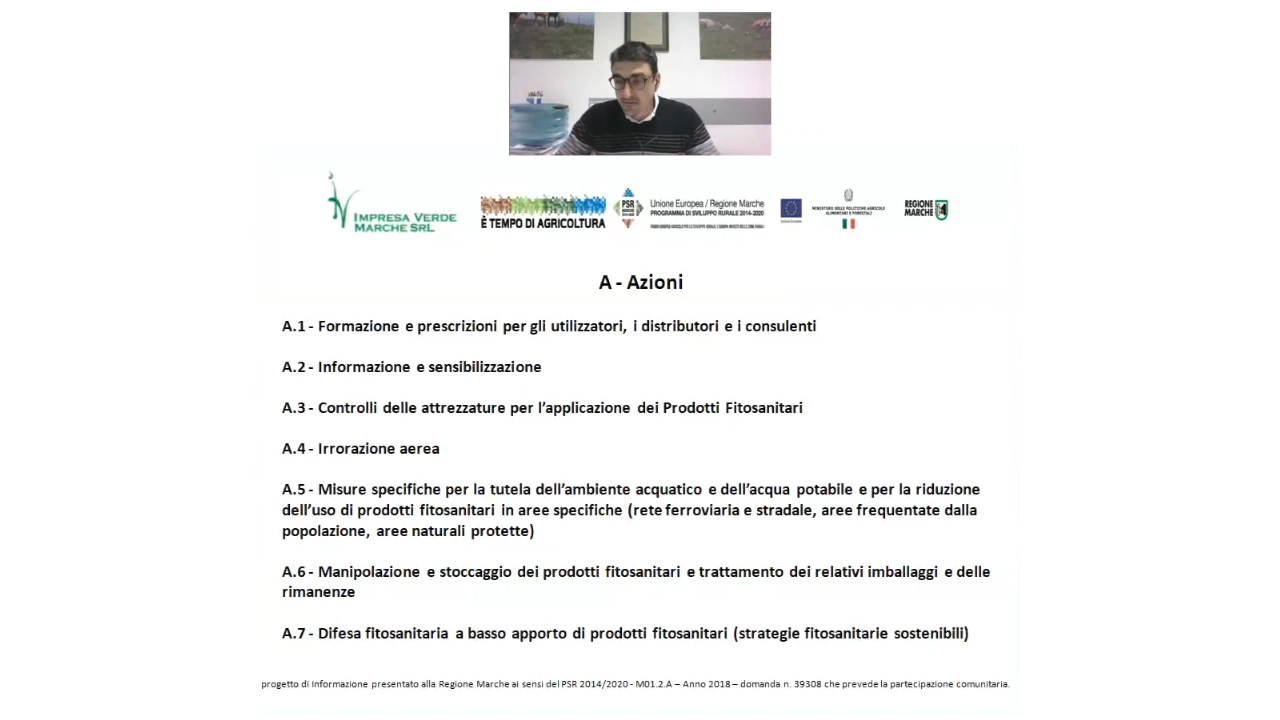 IMPRESA VERDE
MARCHE SRL
È TEMPO DI AGRICOLTURA
PSR
MARCHE
2014-2020
Unione Europea / Regione Marche
PROGRAMMA DI SVILUPPO RURALE 2014-2020
Unione Europea
MINISTERO DELLE POLITICHE AGRICOLE
ALIMENTARI E FORESTALI
REGIONE
MARCHE
A - Azioni
A.1 - Formazione e prescrizioni per gli utilizzatori, i distributori e i consulenti
A.2 - Informazione e sensibilizzazione
A.3 - Controlli delle attrezzature per l’applicazione dei Prodotti Fitosanitari
A.4 - Irrorazione aerea
A.5 - Misure specifiche per la tutela dell’ambiente acquatico e dell’acqua potabile e per la riduzione
dell’uso di prodotti fitosanitari in aree specifiche (rete ferroviaria e stradale, aree frequentate dalla
popolazione, aree naturali protette)
A.6 - Manipolazione e stoccaggio dei prodotti fitosanitari e trattamento dei relativi imballaggi e delle
rimanenze
A.7 - Difesa fitosanitaria a basso apporto di prodotti fitosanitari (strategie fitosanitarie sostenibili)
progetto di Informazione presentato alla Regione Marche ai sensi del PSR 2014/2020 - M01.2.A – Anno 2018 – domanda n. 39308 che prevede la partecipazione comunitaria.